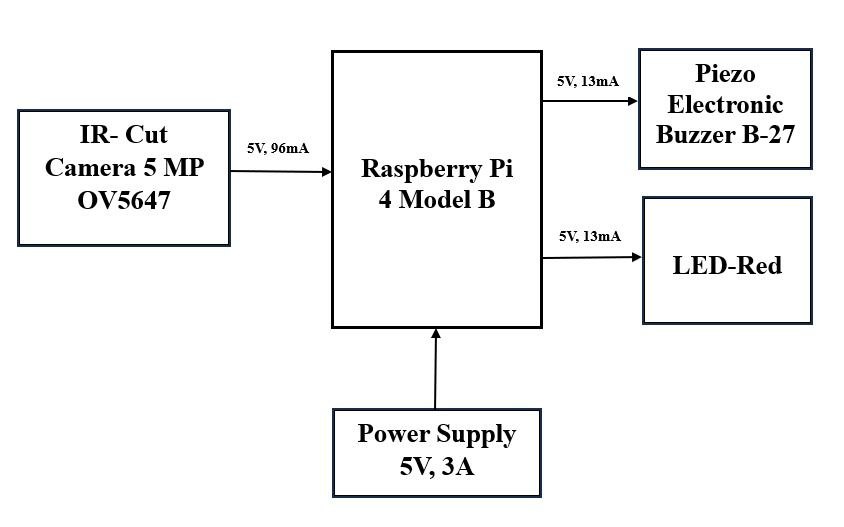 IR- Cut
Camera 5 MP
OV5647
5V, 96mA
Raspberry Pi
4 Model B
5V, 13mA
Piezo
Electronic
Buzzer B-27
5V, 13mA
LED-Red
Power Supply
5V, 3A